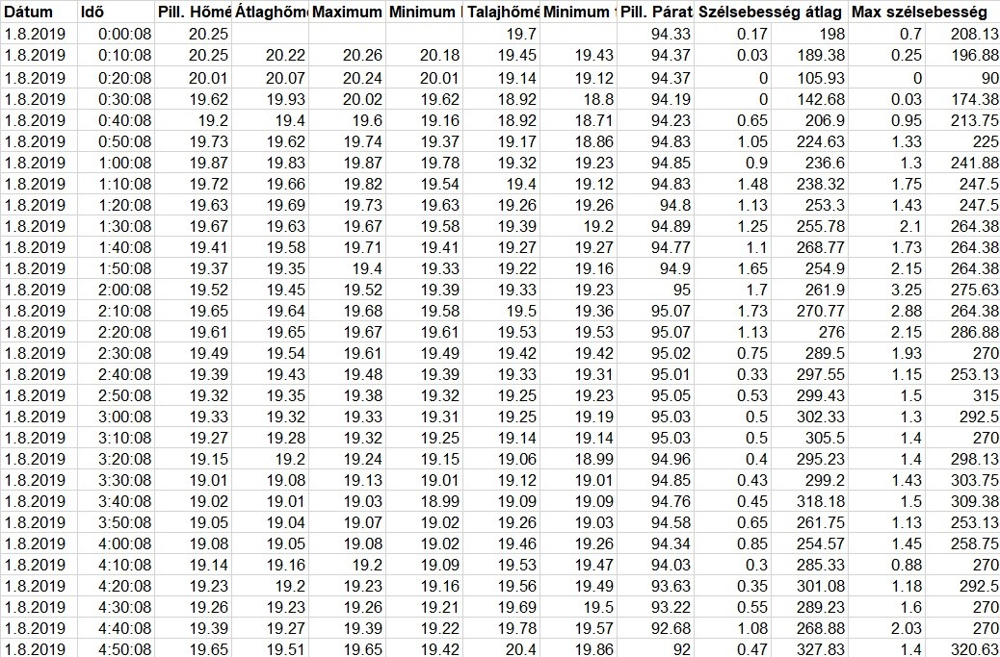 Dátum Idő Pill. Hőmé Átlaghőm Maximum Minimum Talajhőmé Minimum Pill. Párat Szélsebesség átlag Max szélsebesség
1.8.2019 0:00:08 20.25 19.7 94.33 0.17 198 0.7 208.13
1.8.2019 0:10:08 20.25 20.22 20.26 20.18 19.45 19.43 94.37 0.03 189.38 0.25 196.88
1.8.2019 0:20:08 20.01 20.07 20.24 20.01 19.14 19.12 94.37 0 105.93 0 90
1.8.2019 0:30:08 19.62 19.93 20.02 19.62 18.92 18.8 94.19 0 142.68 0.03 174.38
1.8.2019 0:40:08 19.2 19.4 19.6 19.16 18.92 18.71 94.23 0.65 206.9 0.95 213.75
1.8.2019 0:50:08 19.73 19.62 19.74 19.37 19.17 18.86 94.83 1.05 224.63 1.33 225
1.8.2019 1:00:08 19.87 19.83 19.87 19.78 19.32 19.23 94.85 0.9 236.6 1.3 241.88
1.8.2019 1:10:08 19.72 19.66 19.82 19.54 19.4 19.12 94.83 1.48 238.32 1.75 247.5
1.8.2019 1:20:08 19.63 19.69 19.73 19.63 19.26 19.26 94.8 1.13 253.3 1.43 247.5
1.8.2019 1:30:08 19.67 19.63 19.67 19.58 19.39 19.2 94.89 1.25 255.78 2.1 264.38
1.8.2019 1:40:08 19.41 19.58 19.71 19.41 19.27 19.27 94.77 1.1 268.77 1.73 264.38
1.8.2019 1:50:08 19.37 19.35 19.4 19.33 19.22 19.16 94.9 1.65 254.9 2.15 264.38
1.8.2019 2:00:08 19.52 19.45 19.52 19.39 19.33 19.23 95 1.7 261.9 3.25 275.63
1.8.2019 2:10:08 19.65 19.64 19.68 19.58 19.5 19.36 95.07 1.73 270.77 2.88 264.38
1.8.2019 2:20:08 19.61 19.65 19.67 19.61 19.53 19.53 95.07 1.13 276 2.15 286.88
1.8.2019 2:30:08 19.49 19.54 19.61 19.49 19.42 19.42 95.02 0.75 289.5 1.93 270
1.8.2019 2:40:08 19.39 19.43 19.48 19.39 19.33 19.31 95.01 0.33 297.55 1.15 253.13
1.8.2019 2:50:08 19.32 19.35 19.38 19.32 19.25 19.23 95.05 0.53 299.43 1.5 315
1.8.2019 3:00:08 19.33 19.32 19.33 19.31 19.25 19.19 95.03 0.5 302.33 1.3 292.5
1.8.2019 3:10:08 19.27 19.28 19.32 19.25 19.14 19.14 95.03 0.5 305.5 1.4 270
1.8.2019 3:20:08 19.15 19.2 19.24 19.15 19.06 18.99 94.96 0.4 295.23 1.4 298.13
1.8.2019 3:30:08 19.01 19.08 19.13 19.01 19.12 19.01 94.85 0.43 299.2 1.43 303.75
1.8.2019 3:40:08 19.02 19.01 19.03 18.99 19.09 19.09 94.76 0.45 318.18 1.5 309.38
1.8.2019 3:50:08 19.05 19.04 19.07 19.02 19.26 19.03 94.58 0.65 261.75 1.13 253.13
1.8.2019 4:00:08 19.08 19.05 19.08 19.02 19.46 19.26 94.34 0.85 254.57 1.45 258.75
1.8.2019 4:10:08 19.14 19.16 19.2 19.09 19.53 19.47 94.03 0.3 285.33 0.88 270
1.8.2019 4:20:08 19.23 19.2 19.23 19.16 19.56 19.49 93.63 0.35 301.08 1.18 292.5
1.8.2019 4:30:08 19.26 19.23 19.26 19.21 19.69 19.5 93.22 0.55 289.23 1.6 270
1.8.2019 4:40:08 19.39 19.27 19.39 19.22 19.78 19.57 92.68 1.08 268.88 2.03 270
1.8.2019 4:50:08 19.65 19.51 19.65 19.42 20.4 19.86 92 0.47 327.83 1.4 320.63